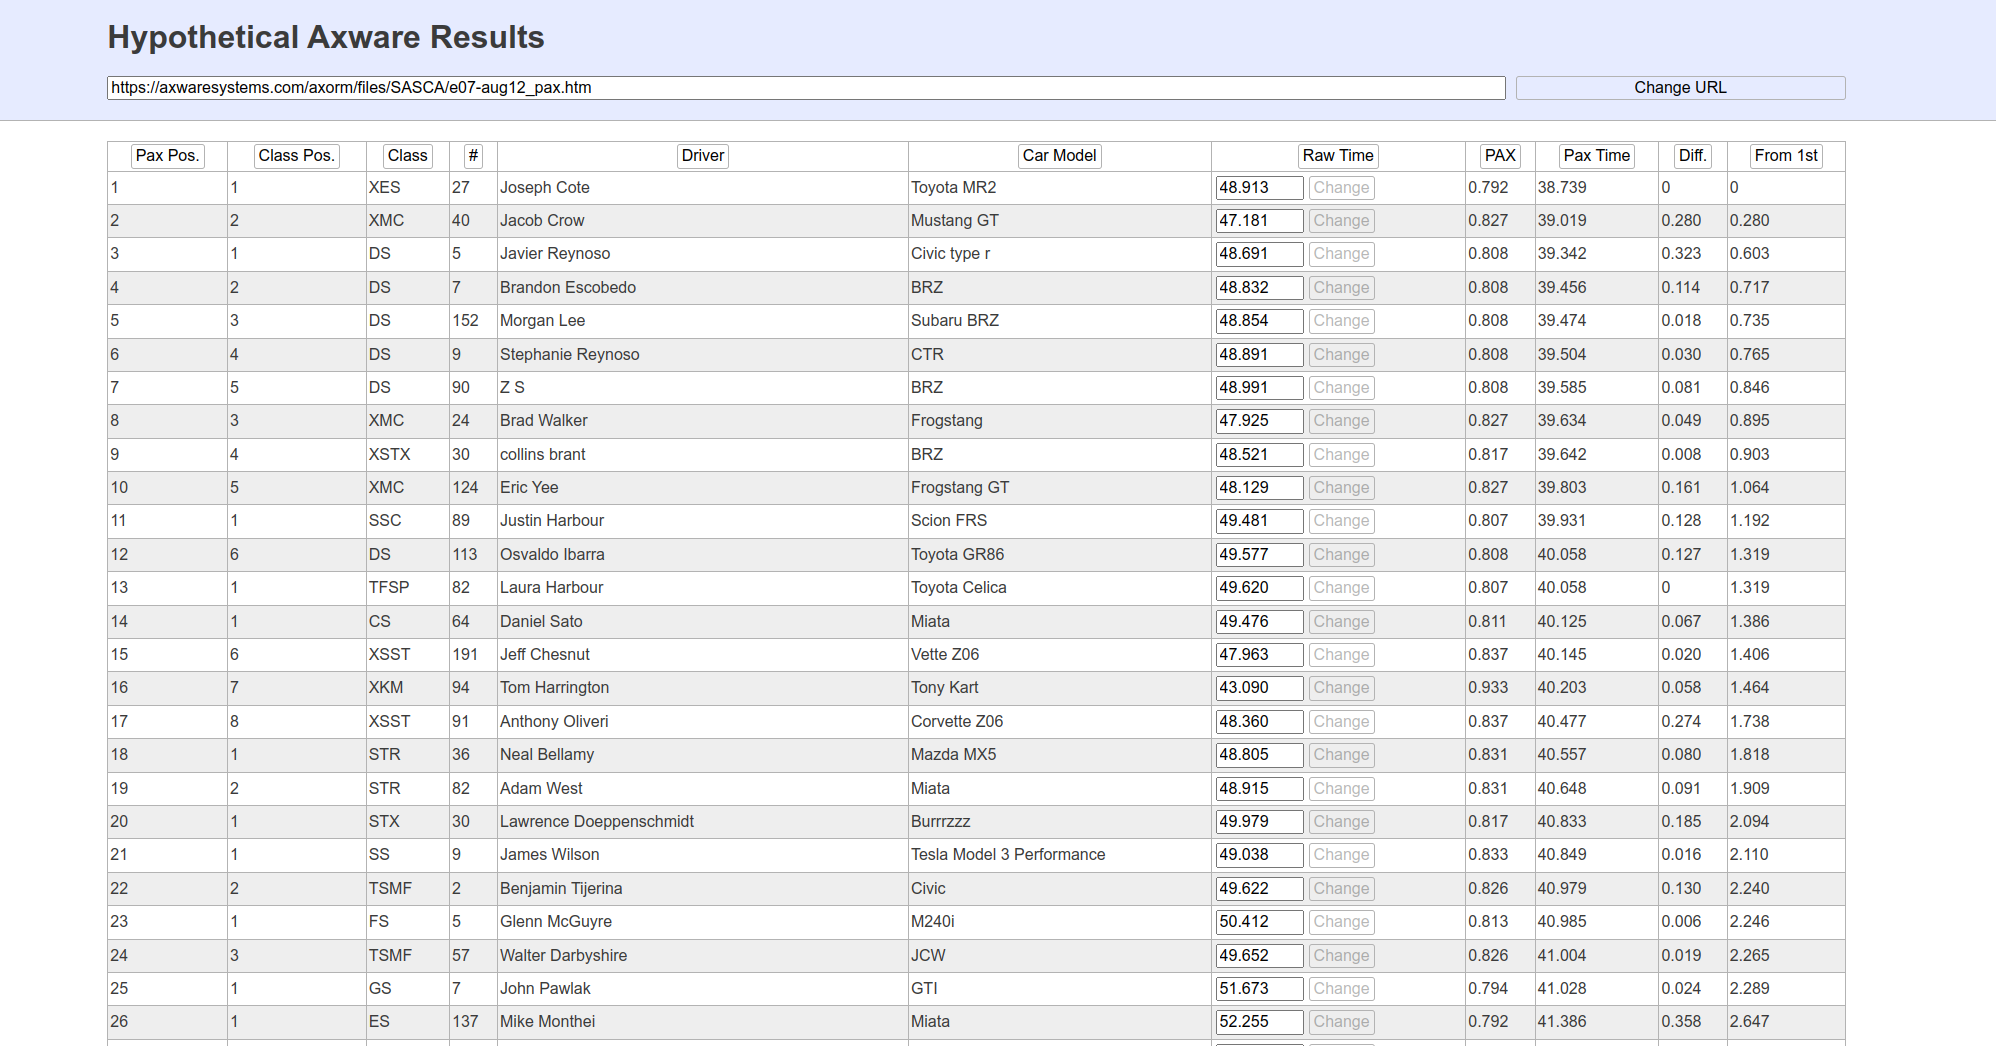 Hypothetical Axware Results
https://axwaresystems.com/axorm/files/SASCA/e07-aug12_pax.htm Change URL
Pax Pos. Class Pos. Class # Driver Car Model Raw Time PAX Pax Time Diff. From 1st
1 1 XES 27 Joseph Cote Toyota MR2 48.913 Change 0.792 38.739 0 0
2 2 XMC 40 Jacob Crow Mustang GT 47.181 Change 0.827 39.019 0.280 0.280
3 1 DS 5 Javier Reynoso Civic type r 48.691 Change 0.808 39.342 0.323 0.603
4 2 DS 7 Brandon Escobedo BRZ 48.832 Change 0.808 39.456 0.114 0.717
5 3 DS 152 Morgan Lee Subaru BRZ 48.854 Change 0.808 39.474 0.018 0.735
6 4 DS 9 Stephanie Reynoso CTR 48.891 Change 0.808 39.504 0.030 0.765
7 5 DS 90 Z S BRZ 48.991 Change 0.808 39.585 0.081 0.846
8 3 XMC 24 Brad Walker Frogstang 47.925 Change 0.827 39.634 0.049 0.895
9 4 XSTX 30 collins brant BRZ 48.521 Change 0.817 39.642 0.008 0.903
10 5 XMC 124 Eric Yee Frogstang GT 48.129 Change 0.827 39.803 0.161 1.064
11 1 SSC 89 Justin Harbour Scion FRS 49.481 Change 0.807 39.931 0.128 1.192
12 6 DS 113 Osvaldo Ibarra Toyota GR86 49.577 Change 0.808 40.058 0.127 1.319
13 1 TFSP 82 Laura Harbour Toyota Celica 49.620 Change 0.807 40.058 0 1.319
14 1 CS 64 Daniel Sato Miata 49.476 Change 0.811 40.125 0.067 1.386
15 6 XSST 191 Jeff Chesnut Vette Z06 47.963 Change 0.837 40.145 0.020 1.406
16 7 XKM 94 Tom Harrington Tony Kart 43.090 Change 0.933 40.203 0.058 1.464
17 8 XSST 91 Anthony Oliveri Corvette Z06 48.360 Change 0.837 40.477 0.274 1.738
18 1 STR 36 Neal Bellamy Mazda MX5 48.805 Change 0.831 40.557 0.080 1.818
19 2 STR 82 Adam West Miata 48.915 Change 0.831 40.648 0.091 1.909
20 1 STX 30 Lawrence Doeppenschmidt Burrrzzz 49.979 Change 0.817 40.833 0.185 2.094
21 1 SS 9 James Wilson Tesla Model 3 Performance 49.038 Change 0.833 40.849 0.016 2.110
22 2 TSMF 2 Benjamin Tijerina Civic 49.622 Change 0.826 40.979 0.130 2.240
23 1 FS 5 Glenn McGuyre M240i 50.412 Change 0.813 40.985 0.006 2.246
24 3 TSMF 57 Walter Darbyshire JCW 49.652 Change 0.826 41.004 0.019 2.265
25 1 GS 7 John Pawlak GTI 51.673 Change 0.794 41.028 0.024 2.289
26 1 ES 137 Mike Monthei Miata 52.255 Change 0.792 41.386 0.358 2.647